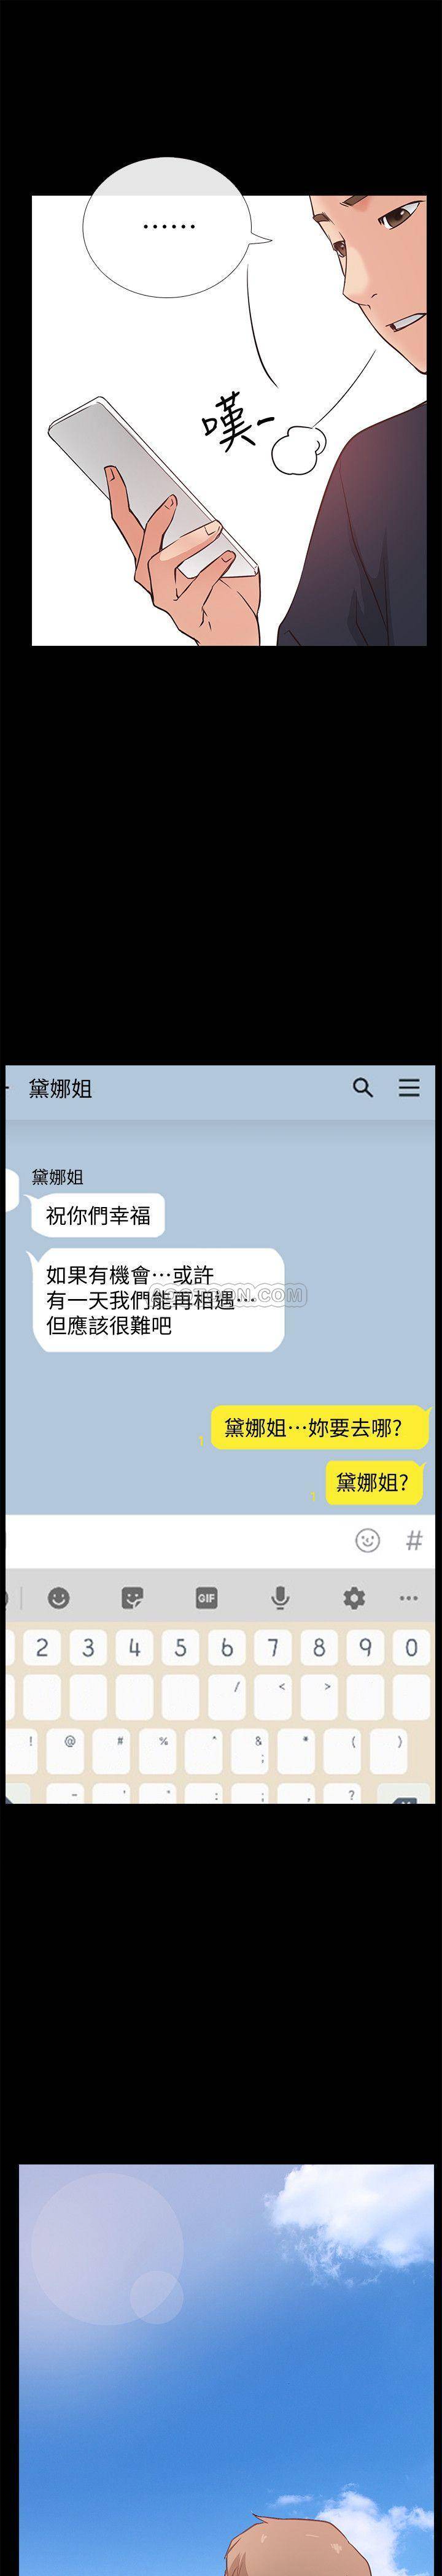 ……
嘆~
黛娜姐
黛娜姐
祝你們幸福
如果有機會…或許
有一天我們能再相遇…
但應該很難吧
1 黛娜姐…妳要去哪?
1 黛娜姐?
#
GIF
2 3 4 5 6 7 8 9 0
/ < >
! @ # % ^ & * ( )
;
- ' " : ; , ?